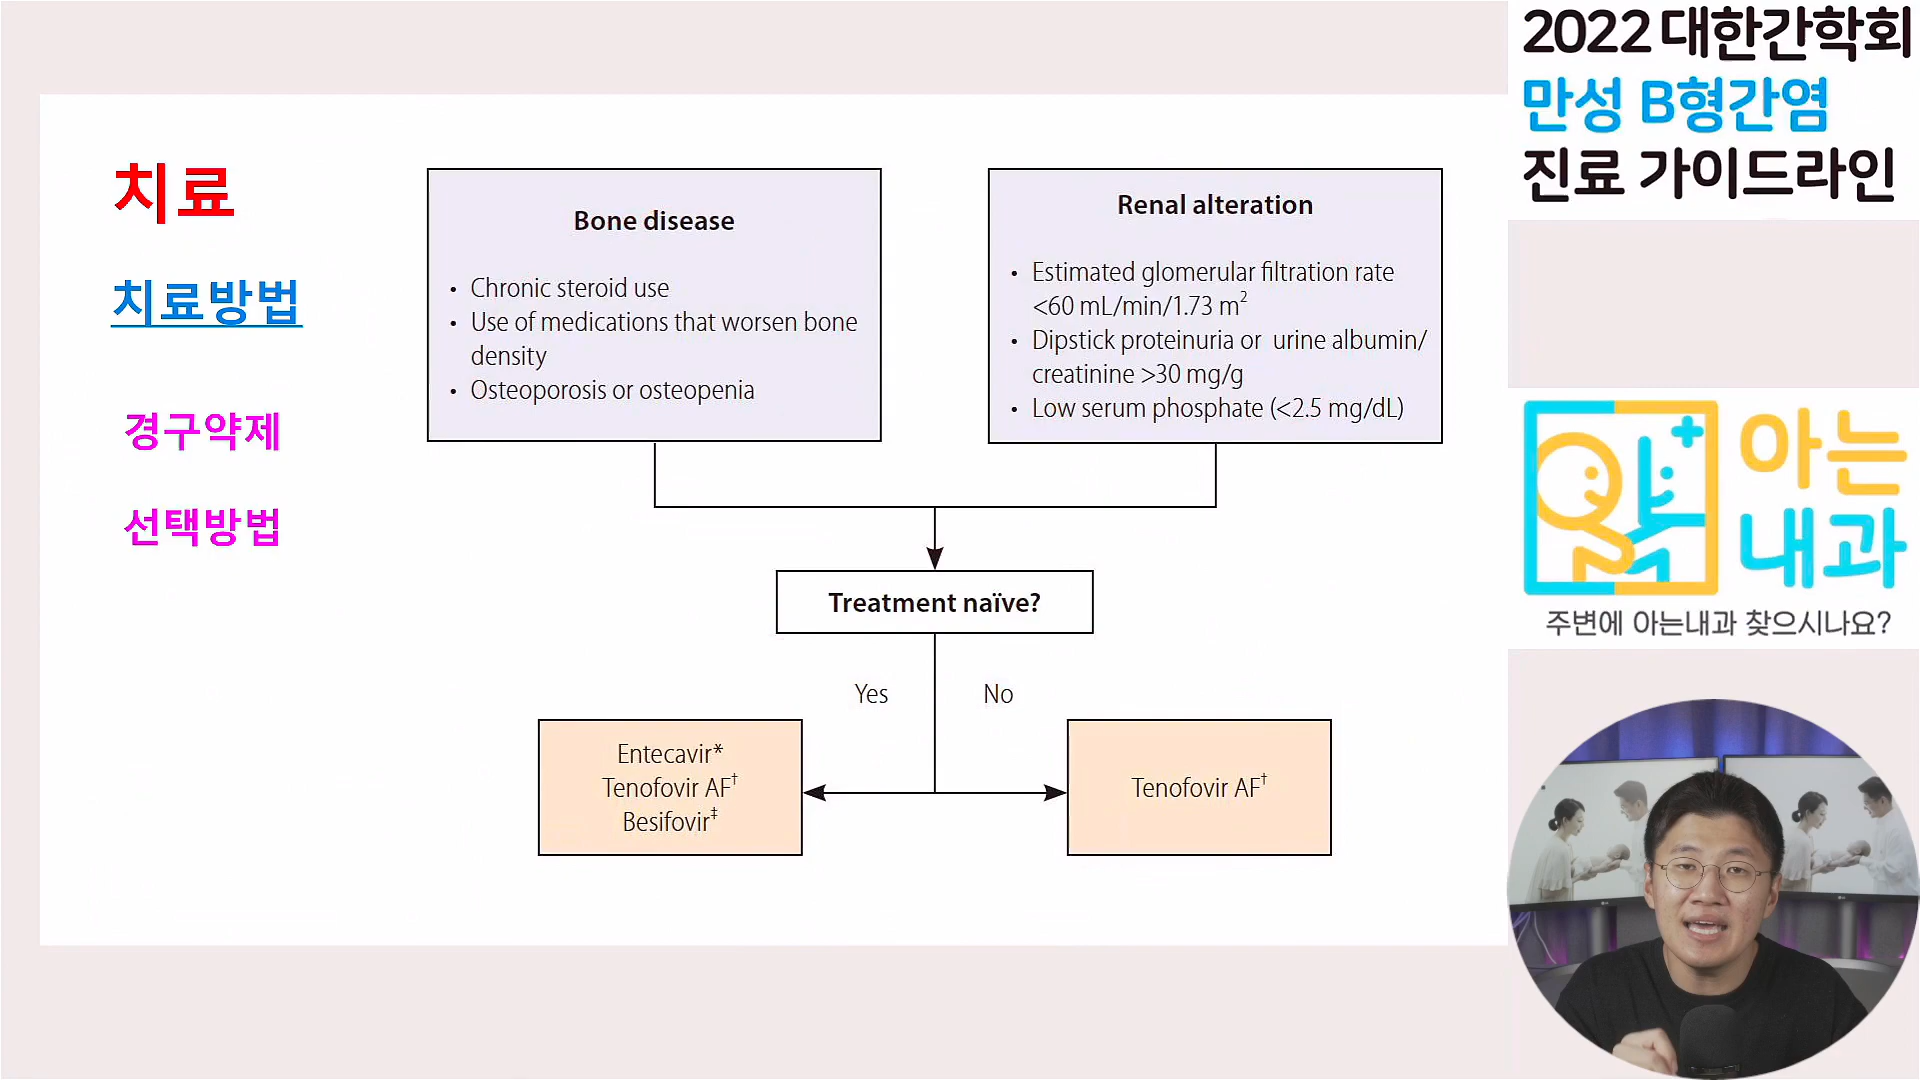 치료
치료방법
경구약제
선택방법
Bone disease
• Chronic steroid use
• Use of medications that worsen bone
density
• Osteoporosis or osteopenia
Renal alteration
• Estimated glomerular filtration rate
<60 mL/min/1.73 m²
• Dipstick proteinuria or urine albumin/
creatinine >30 mg/g
• Low serum phosphate (<2.5 mg/dL)
Treatment naïve?
Yes
No
Entecavir*
Tenofovir AF†
Besifovir‡
Tenofovir AF†
2022 대한간학회
만성 B형간염
진료 가이드라인
아는
내과
주변에 아는내과 찾으시나요?